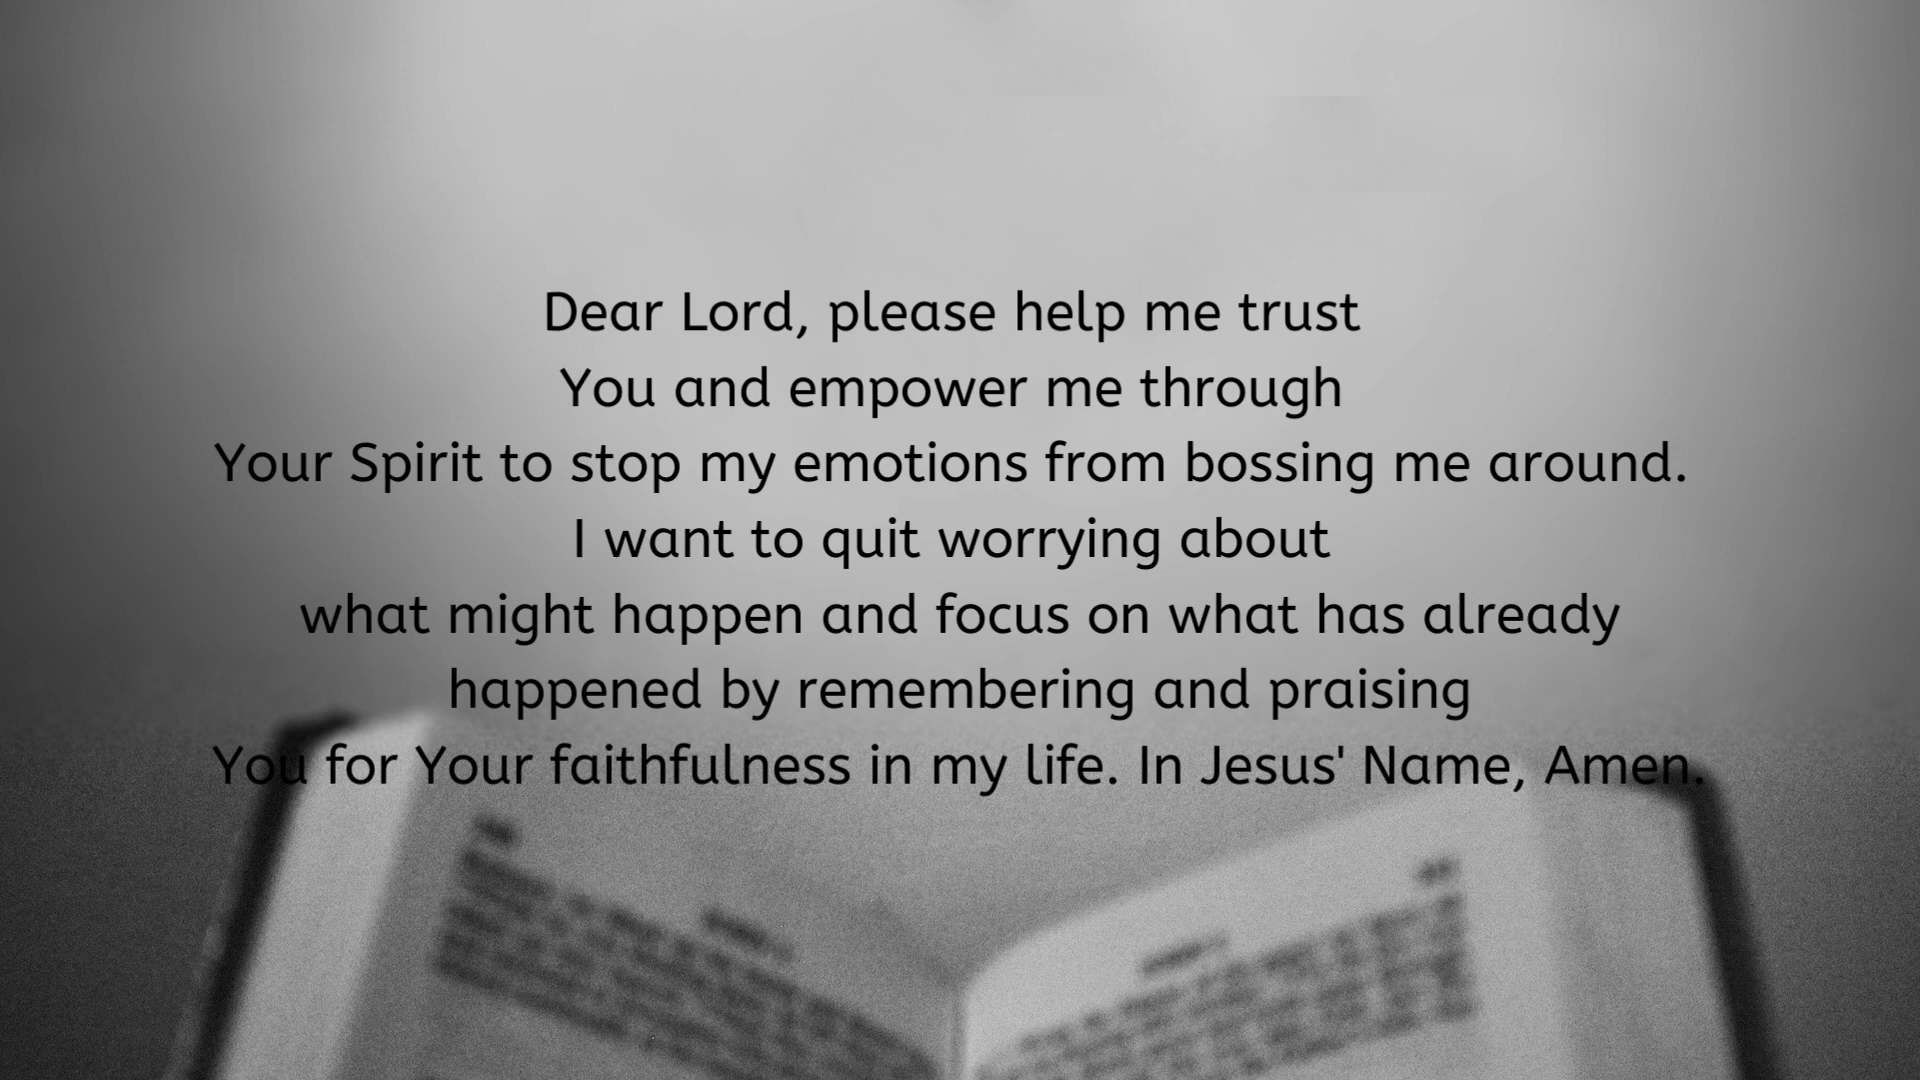 Dear Lord, please help me trust
You and empower me through
Your Spirit to stop my emotions from bossing me around.
I want to quit worrying about
what might happen and focus on what has already
happened by remembering and praising
You for Your faithfulness in my life. In Jesus' Name, Amen.